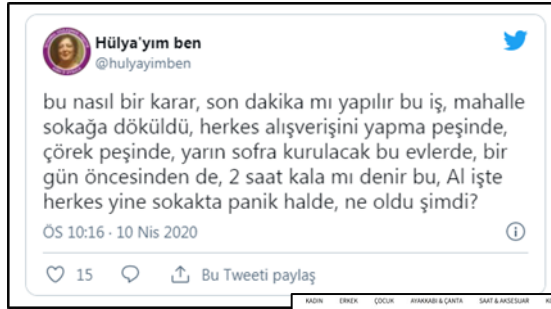 Hülya'yım ben
@hulyayimben
bu nasıl bir karar, son dakika mı yapılır bu iş, mahalle
sokağa döküldü, herkes alışverişini yapma peşinde,
çörek peşinde, yarın sofra kurulacak bu evlerde, bir
gün öncesinden de, 2 saat kala mı denir bu, Al işte
herkes yine sokakta panik halde, ne oldu şimdi?
ÖS 10:16 · 10 Nis 2020
15 Bu Tweeti paylaş
KADIN ERKEK ÇOCUK AYAKKABI & ÇANTA SAAT & AKSESUAR